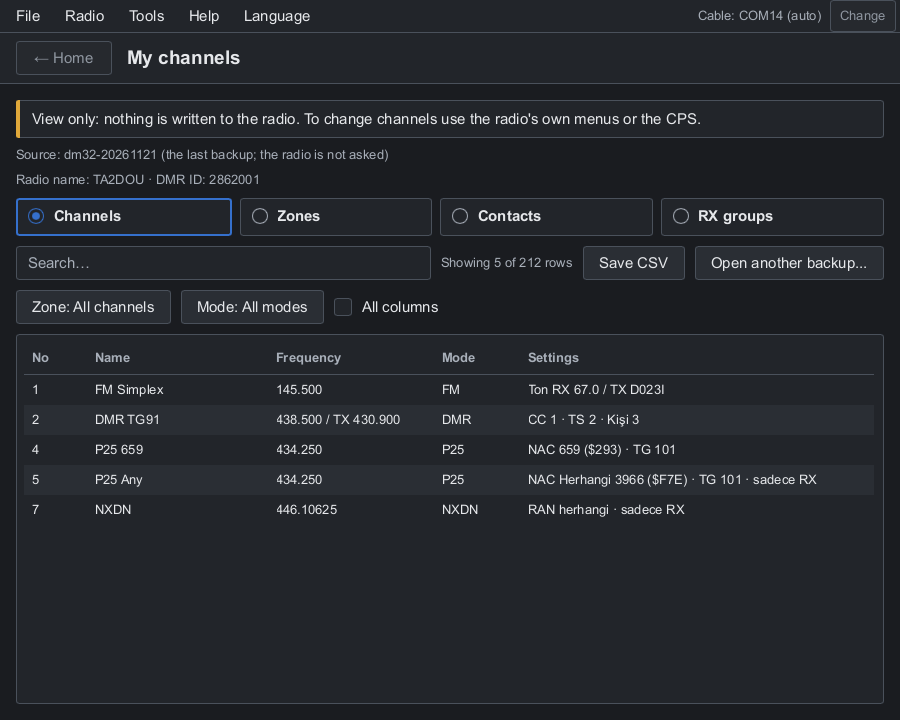 File Radio Tools Help Language Cable: COM14 (auto) Change
← Home My channels
View only: nothing is written to the radio. To change channels use the radio's own menus or the CPS.
Source: dm32-20261121 (the last backup; the radio is not asked)
Radio name: TA2DOU · DMR ID: 2862001
Channels Zones Contacts RX groups
Search... Showing 5 of 212 rows Save CSV Open another backup...
Zone: All channels Mode: All modes All columns
No Name Frequency Mode Settings
1 FM Simplex 145.500 FM Ton RX 67.0 / TX D023I
2 DMR TG91 438.500 / TX 430.900 DMR CC 1 · TS 2 · Kişi 3
4 P25 659 434.250 P25 NAC 659 ($293) · TG 101
5 P25 Any 434.250 P25 NAC Herhangi 3966 ($F7E) · TG 101 · sadece RX
7 NXDN 446.10625 NXDN RAN herhangi · sadece RX